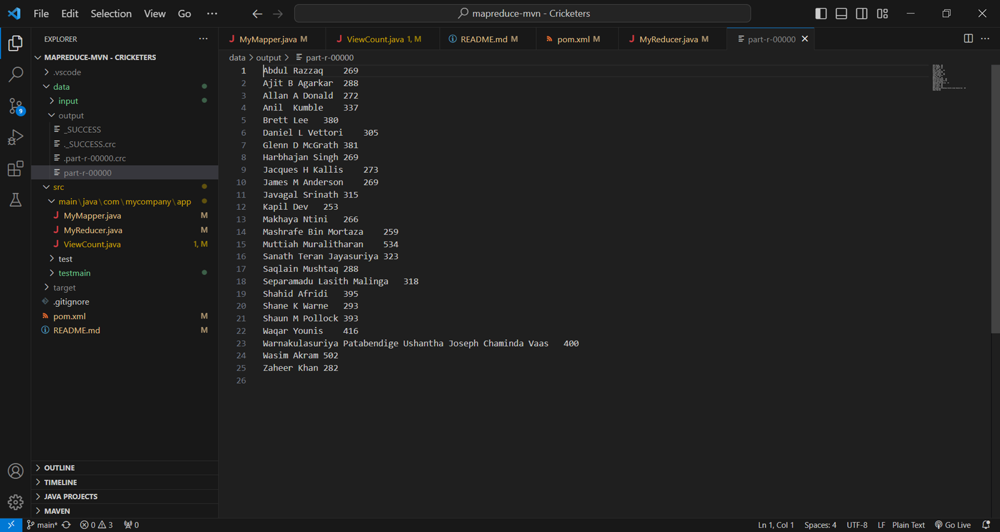 File Edit Selection View Go ··· mapreduce-mvn - Cricketers
EXPLORER ···
MyMapper.java M ViewCount.java 1, M README.md M pom.xml M MyReducer.java M part-r-00000
MAPREDUCE-MVN - CRICKETERS
.vscode
data
input
output
_SUCCESS
._SUCCESS.crc
.part-r-00000.crc
part-r-00000
src
main\java\com\mycompany\app
MyMapper.java M
MyReducer.java M
ViewCount.java 1, M
test
testmain
target
.gitignore
pom.xml M
README.md M
9
OUTLINE
TIMELINE
JAVA PROJECTS
MAVEN
data > output > part-r-00000
1 Abdul Razzaq 269
2 Ajit B Agarkar 288
3 Allan A Donald 272
4 Anil Kumble 337
5 Brett Lee 380
6 Daniel L Vettori 305
7 Glenn D McGrath 381
8 Harbhajan Singh 269
9 Jacques H Kallis 273
10 James M Anderson 269
11 Javagal Srinath 315
12 Kapil Dev 253
13 Makhaya Ntini 266
14 Mashrafe Bin Mortaza 259
15 Muttiah Muralitharan 534
16 Sanath Teran Jayasuriya 323
17 Saqlain Mushtaq 288
18 Separamadu Lasith Malinga 318
19 Shahid Afridi 395
20 Shane K Warne 293
21 Shaun M Pollock 393
22 Waqar Younis 416
23 Warnakulasuriya Patabendige Ushantha Joseph Chaminda Vaas 400
24 Wasim Akram 502
25 Zaheer Khan 282
26
main* 0 3 0 Ln 1, Col 1 Spaces: 4 UTF-8 LF Plain Text Go Live